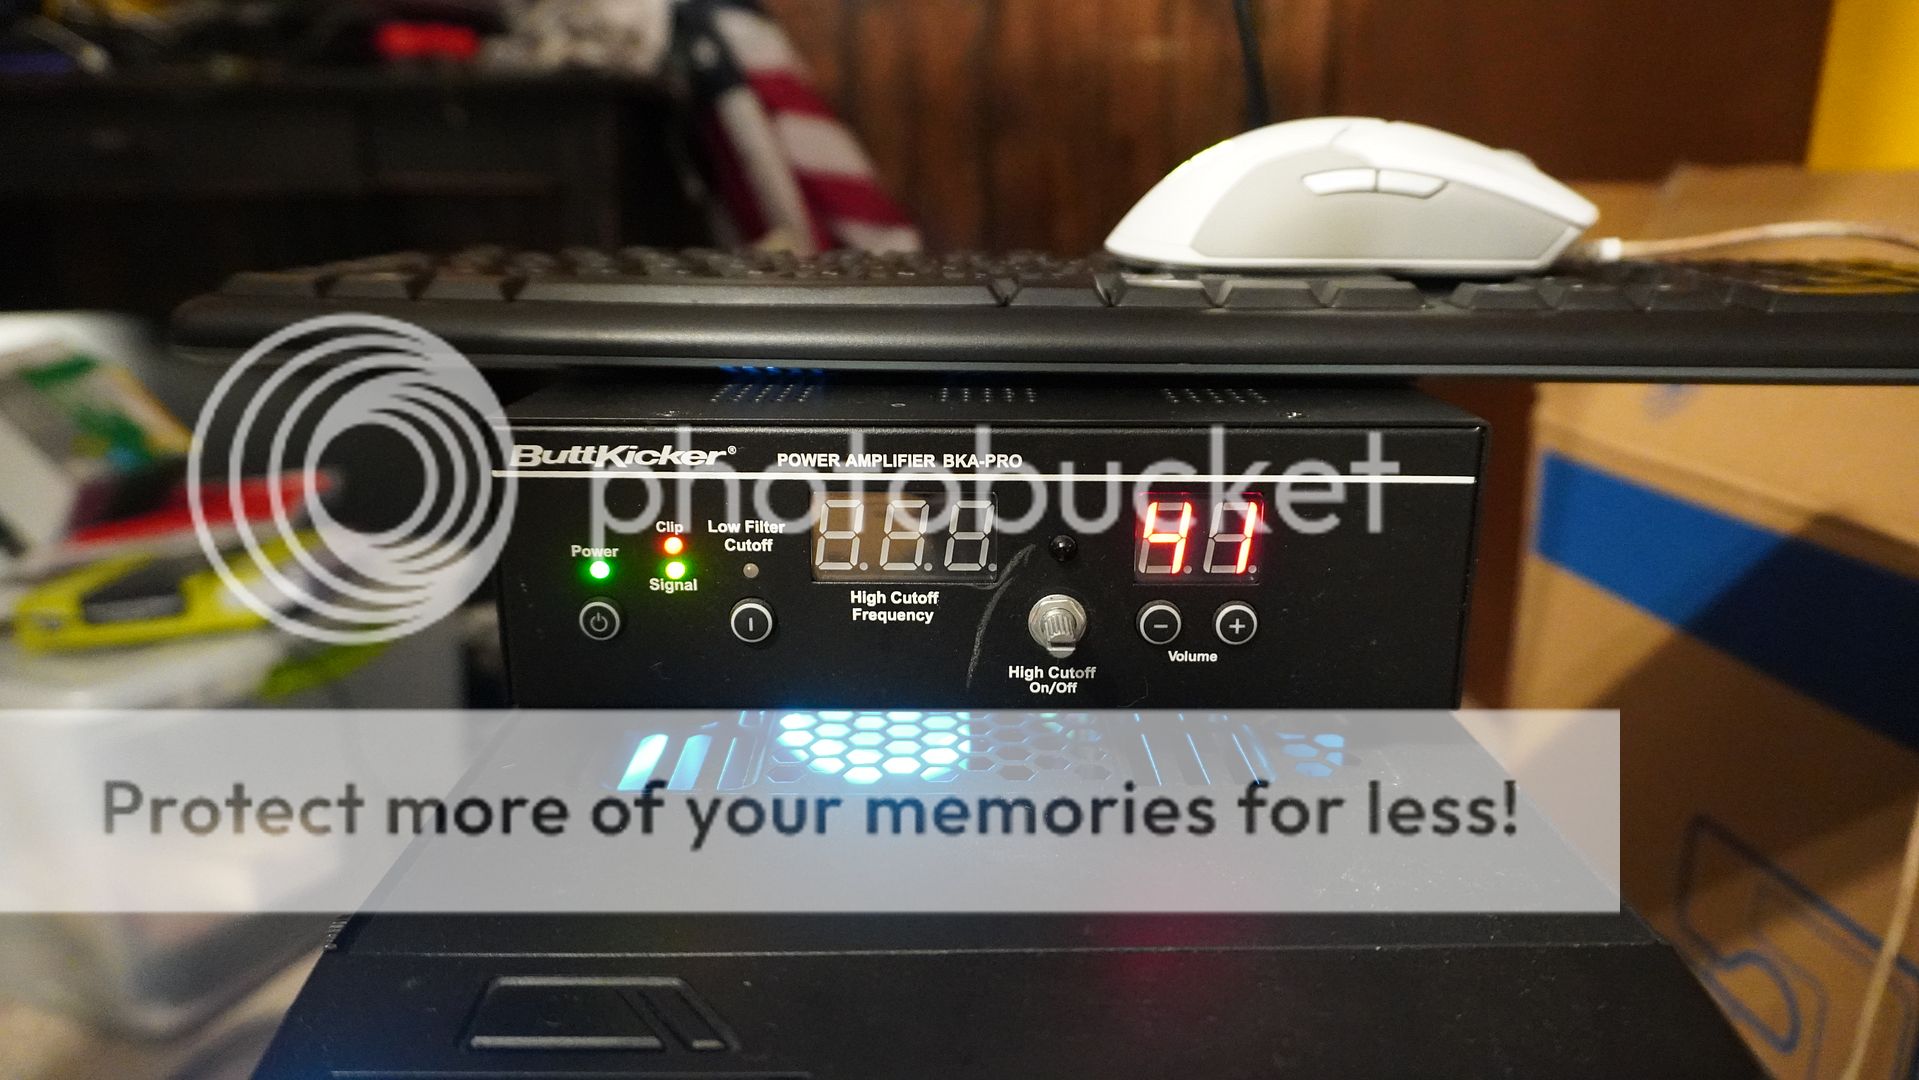 ButtKicker® POWER AMPLIFIER BKA-PRO
photobucket
Clip
Low Filter
Cutoff
Power
Signal
41
High Cutoff
Frequency
Volume
High Cutoff
On/Off
Protect more of your memories for less!